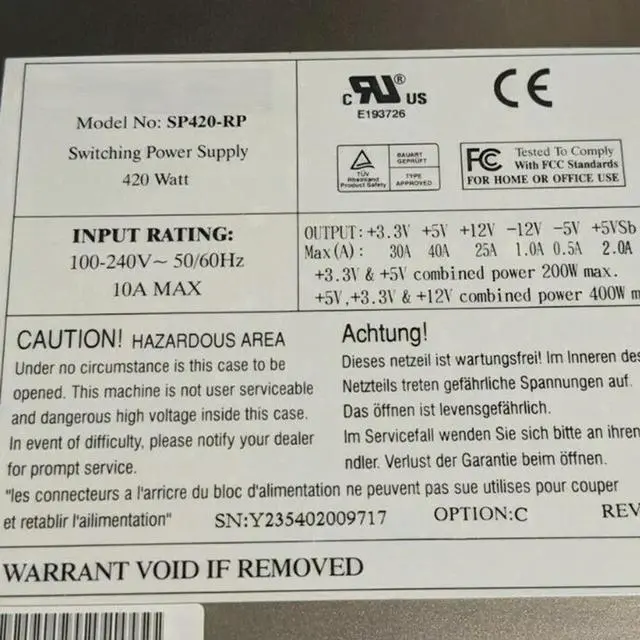 Model No: SP420-RP
Switching Power Supply
420 Watt
C RU® US
E193726
CE
TÜV
Rheinland
Product Safety
BAUART
GEPRÜFT
TYPE
APPROVED
FC
Tested To Comply
With FCC Standards
FOR HOME OR OFFICE USE
INPUT RATING:
100-240V~ 50/60Hz
10A MAX
OUTPUT: +3.3V +5V +12V -12V -5V +5VSb
Max(A): 30A 40A 25A 1.0A 0.5A 2.0A
+3.3V & +5V combined power 200W max.
+5V,+3.3V & +12V combined power 400W m
CAUTION! HAZARDOUS AREA
Under no circumstance is this case to be
opened. This machine is not user serviceable
and dangerous high voltage inside this case.
In event of difficulty, please notify your dealer
for prompt service.
Achtung!
Dieses netzeil ist wartungsfrei! Im Inneren des
Netzteils treten gefährliche Spannungen auf.
Das öffnen ist levensgefährlich.
Im Servicefall wenden Sie sich bitte an ihren
ndler. Verlust der Garantie beim öffnen.
"les connecteurs a l'arricre du bloc d'alimentation ne peuvent pas sue utilises pour couper
et retablir l'ailimentation"
SN:Y235402009717
OPTION:C
REV
WARRANT VOID IF REMOVED